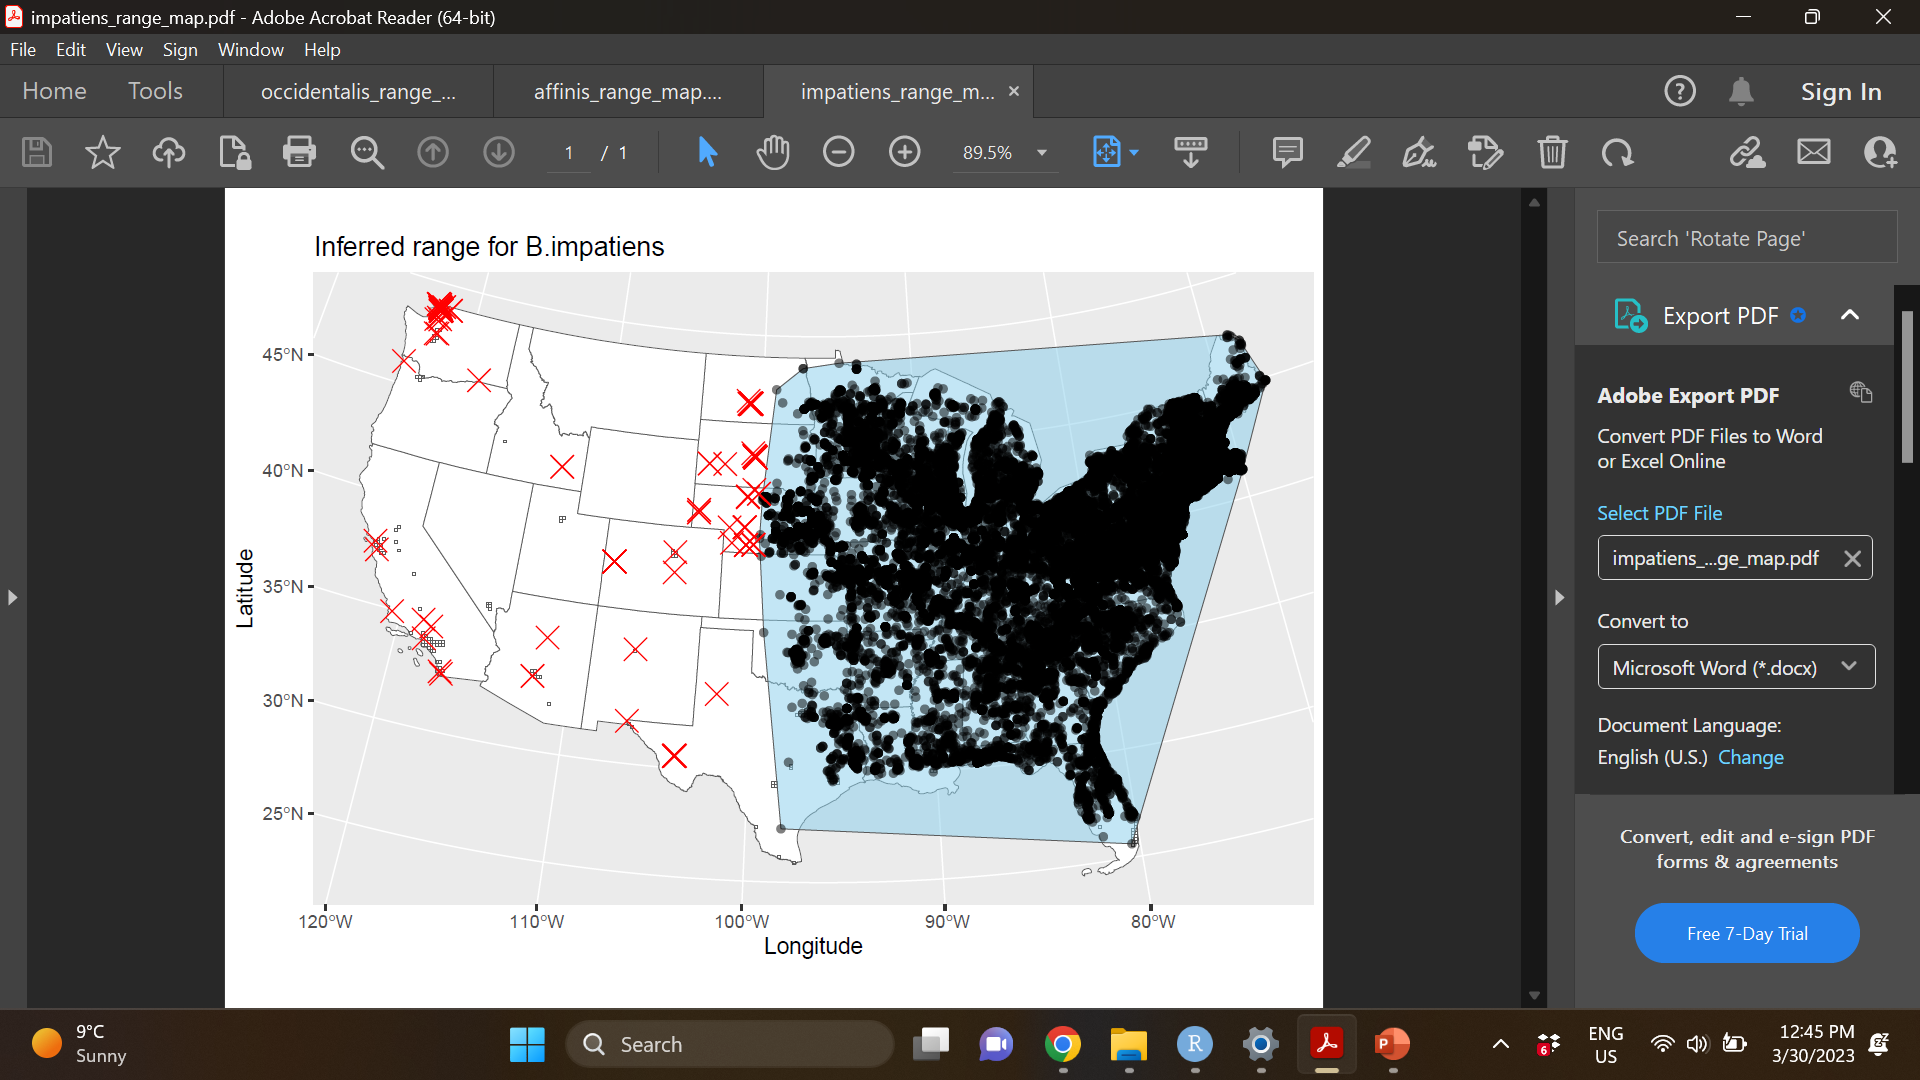 impatiens_range_map.pdf - Adobe Acrobat Reader (64-bit)
File Edit View Sign Window Help
Home Tools occidentalis_range_... affinis_range_map.... impatiens_range_m... × ? Sign In
1 / 1 89.5%
Inferred range for B.impatiens
45°N
40°N
35°N
30°N
25°N
Latitude
120°W 110°W 100°W 90°W 80°W
Longitude
Search 'Rotate Page'
Export PDF
Adobe Export PDF
Convert PDF Files to Word
or Excel Online
Select PDF File
impatiens_...ge_map.pdf
Convert to
Microsoft Word (*.docx)
Document Language:
English (U.S.) Change
Convert, edit and e-sign PDF
forms & agreements
Free 7-Day Trial
9°C
Sunny
Search
R
P
6
ENG
US
12:45 PM
3/30/2023